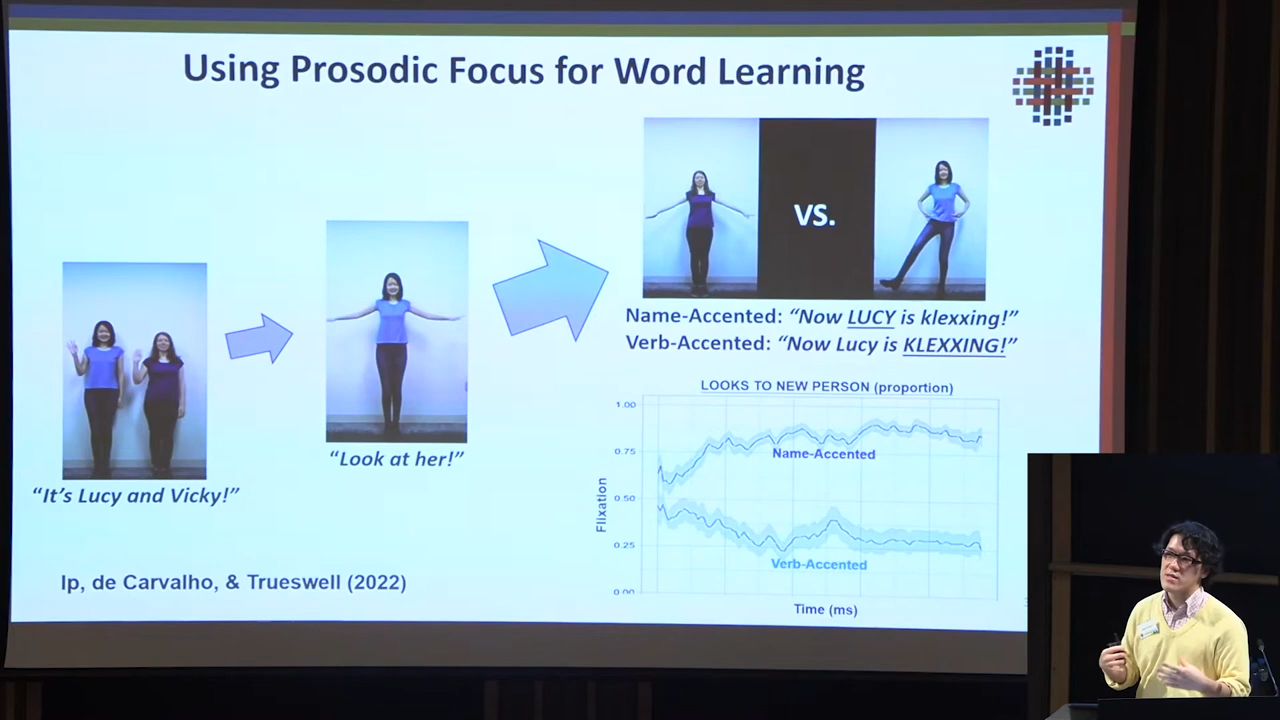 Using Prosodic Focus for Word Learning
VS.
Name-Accented: “Now LUCY is klexxing!”
Verb-Accented: “Now Lucy is KLEXXING!”
“Look at her!”
“It’s Lucy and Vicky!”
LOOKS TO NEW PERSON (proportion)
1.00
0.75
0.50
0.25
0.00
Flixation
Name-Accented
Verb-Accented
Time (ms)
Ip, de Carvalho, & Trueswell (2022)